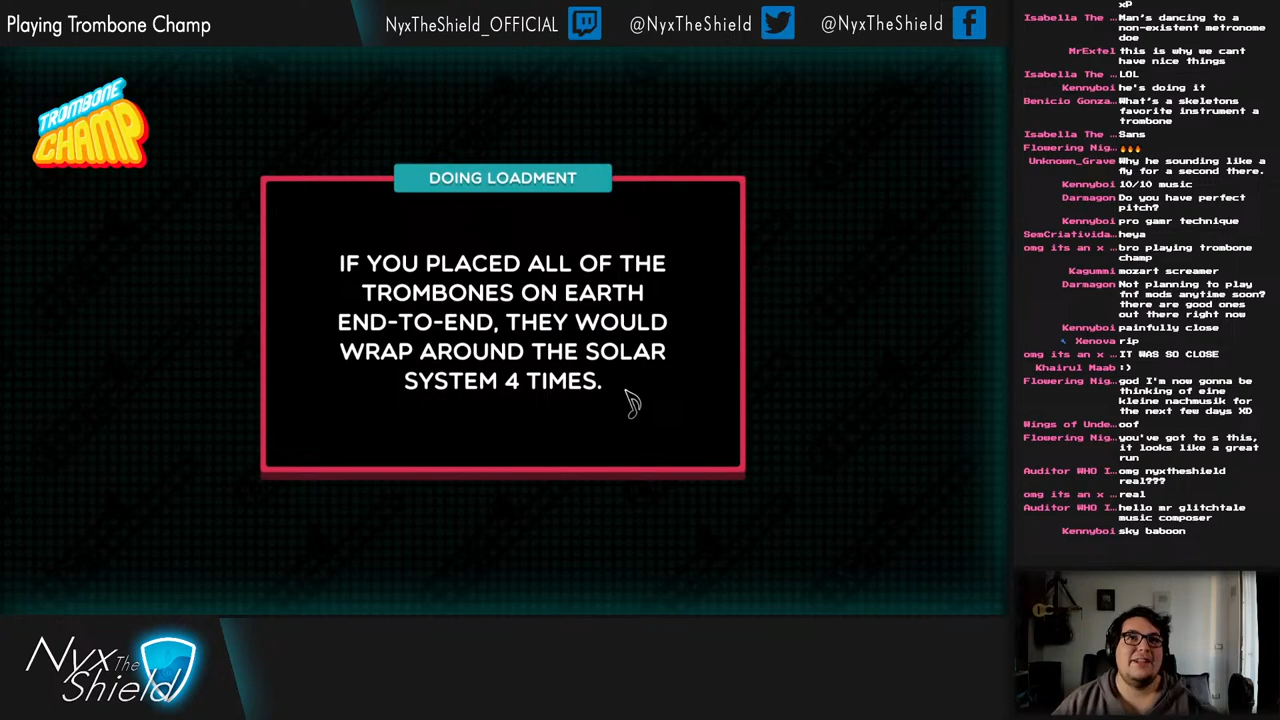 Playing Trombone Champ
NyxTheShield_OFFICIAL
@NyxTheShield
@NyxTheShield
TROMBONE
CHAMP
DOING LOADMENT
IF YOU PLACED ALL OF THE
TROMBONES ON EARTH
END-TO-END, THEY WOULD
WRAP AROUND THE SOLAR
SYSTEM 4 TIMES.
Nyx The
Shield
xP
Isabella The … Man's dancing to a
non-existent metronome
doe
MrExtel this is why we cant
have nice things
Isabella The … LOL
Kennyboi he's doing it
Benicio Gonza… What's a skeletons
favorite instrument a
trombone
Isabella The … Sans
Flowering Nig… 🔥🔥🔥
Unknown_Grave Why he sounding like a
fly for a second there.
Kennyboi 10/10 music
Darmagon Do you have perfect
pitch?
Kennyboi pro gamr technique
SemCriativida… heya
omg its an x … bro playing trombone
champ
Kagummi mozart screamer
Darmagon Not planning to play
fnf mods anytime soon?
there are good ones
out there right now
Kennyboi painfully close
Xenova rip
omg its an x … IT WAS SO CLOSE
Khairul Maab :)
Flowering Nig… god I'm now gonna be
thinking of eine
kleine nachmusik for
the next few days XD
Wings of Unde… oof
Flowering Nig… you've got to s this,
it looks like a great
run
Auditor WHO I… omg nyxtheshield
real???
omg its an x … real
Auditor WHO I… hello mr glitchtale
music composer
Kennyboi sky baboon